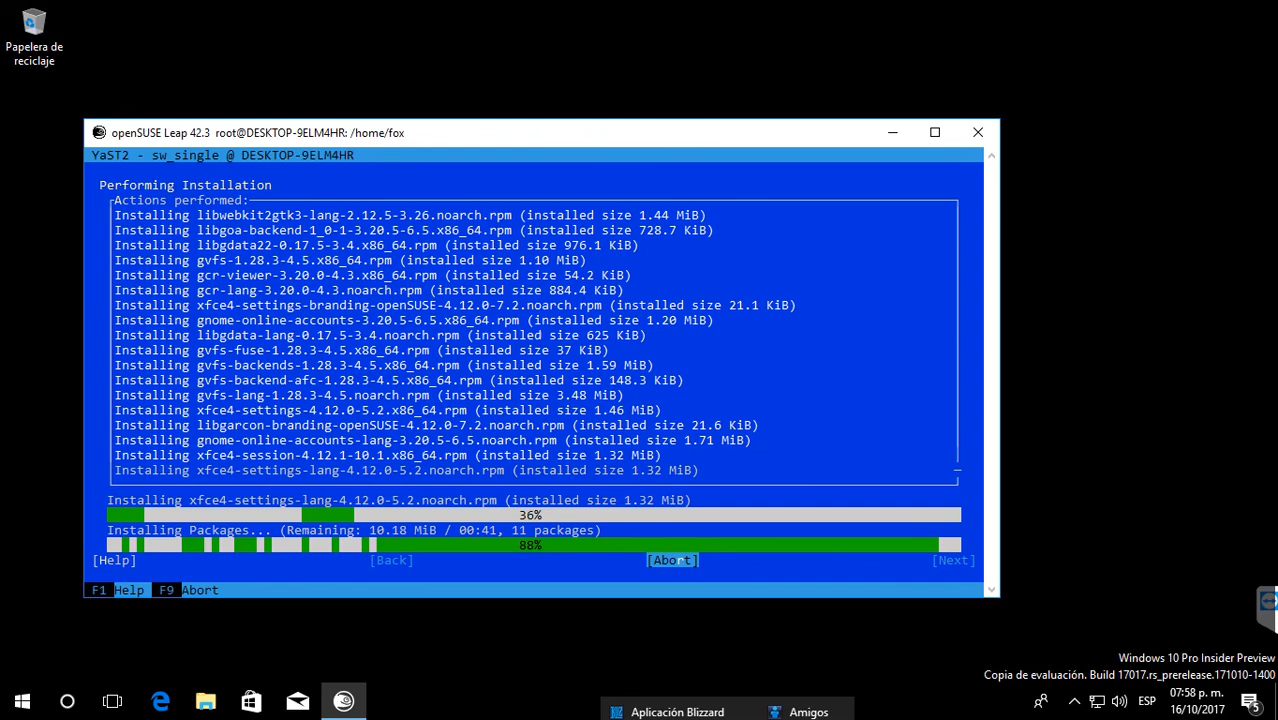 Papelera de
reciclaje
openSUSE Leap 42.3 root@DESKTOP-9ELM4HR: /home/fox
YaST2 - sw_single @ DESKTOP-9ELM4HR
Performing Installation
Actions performed:
Installing libwebkit2gtk3-lang-2.12.5-3.26.noarch.rpm (installed size 1.44 MiB)
Installing libgoa-backend-1_0-1-3.20.5-6.5.x86_64.rpm (installed size 728.7 KiB)
Installing libgdata22-0.17.5-3.4.x86_64.rpm (installed size 976.1 KiB)
Installing gvfs-1.28.3-4.5.x86_64.rpm (installed size 1.10 MiB)
Installing gcr-viewer-3.20.0-4.3.x86_64.rpm (installed size 54.2 KiB)
Installing gcr-lang-3.20.0-4.3.noarch.rpm (installed size 884.4 KiB)
Installing xfce4-settings-branding-openSUSE-4.12.0-7.2.noarch.rpm (installed size 21.1 KiB)
Installing gnome-online-accounts-3.20.5-6.5.x86_64.rpm (installed size 1.20 MiB)
Installing libgdata-lang-0.17.5-3.4.noarch.rpm (installed size 625 KiB)
Installing gvfs-fuse-1.28.3-4.5.x86_64.rpm (installed size 37 KiB)
Installing gvfs-backends-1.28.3-4.5.x86_64.rpm (installed size 1.59 MiB)
Installing gvfs-backend-afc-1.28.3-4.5.x86_64.rpm (installed size 148.3 KiB)
Installing gvfs-lang-1.28.3-4.5.noarch.rpm (installed size 3.48 MiB)
Installing xfce4-settings-4.12.0-5.2.x86_64.rpm (installed size 1.46 MiB)
Installing libgarcon-branding-openSUSE-4.12.0-7.2.noarch.rpm (installed size 21.6 KiB)
Installing gnome-online-accounts-lang-3.20.5-6.5.noarch.rpm (installed size 1.71 MiB)
Installing xfce4-session-4.12.1-10.1.x86_64.rpm (installed size 1.32 MiB)
Installing xfce4-settings-lang-4.12.0-5.2.noarch.rpm (installed size 1.32 MiB)
Installing xfce4-settings-lang-4.12.0-5.2.noarch.rpm (installed size 1.32 MiB)
36%
Installing Packages... (Remaining: 10.18 MiB / 00:41, 11 packages)
88%
[Help] [Back] [Abort] [Next]
F1 Help F9 Abort
Windows 10 Pro Insider Preview
Copia de evaluación. Build 17017.rs_prerelease.171010-1400
ESP
07:58 p. m.
16/10/2017
5
Aplicación Blizzard
Amigos